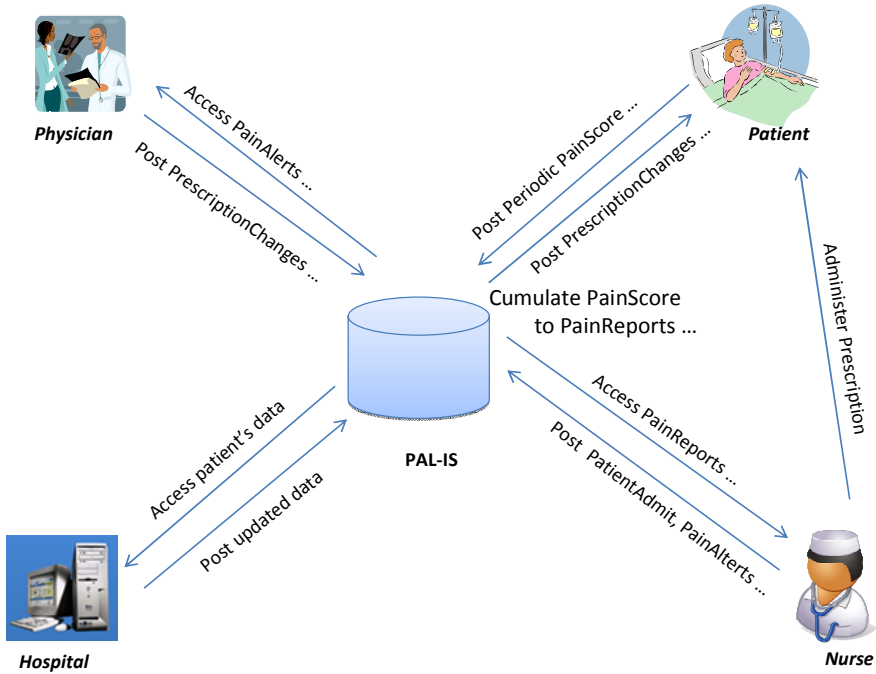 Physician
Patient
Access PainAlerts ...
Post PrescriptionChanges ...
Post Periodic PainScore ...
Post PrescriptionChanges ...
Administer Prescription
Cumulate PainScore
to PainReports ...
PAL-IS
Access patient's data
Post updated data
Access PainReports ...
Post PatientAdmit, PainAlterts ...
Hospital
Nurse